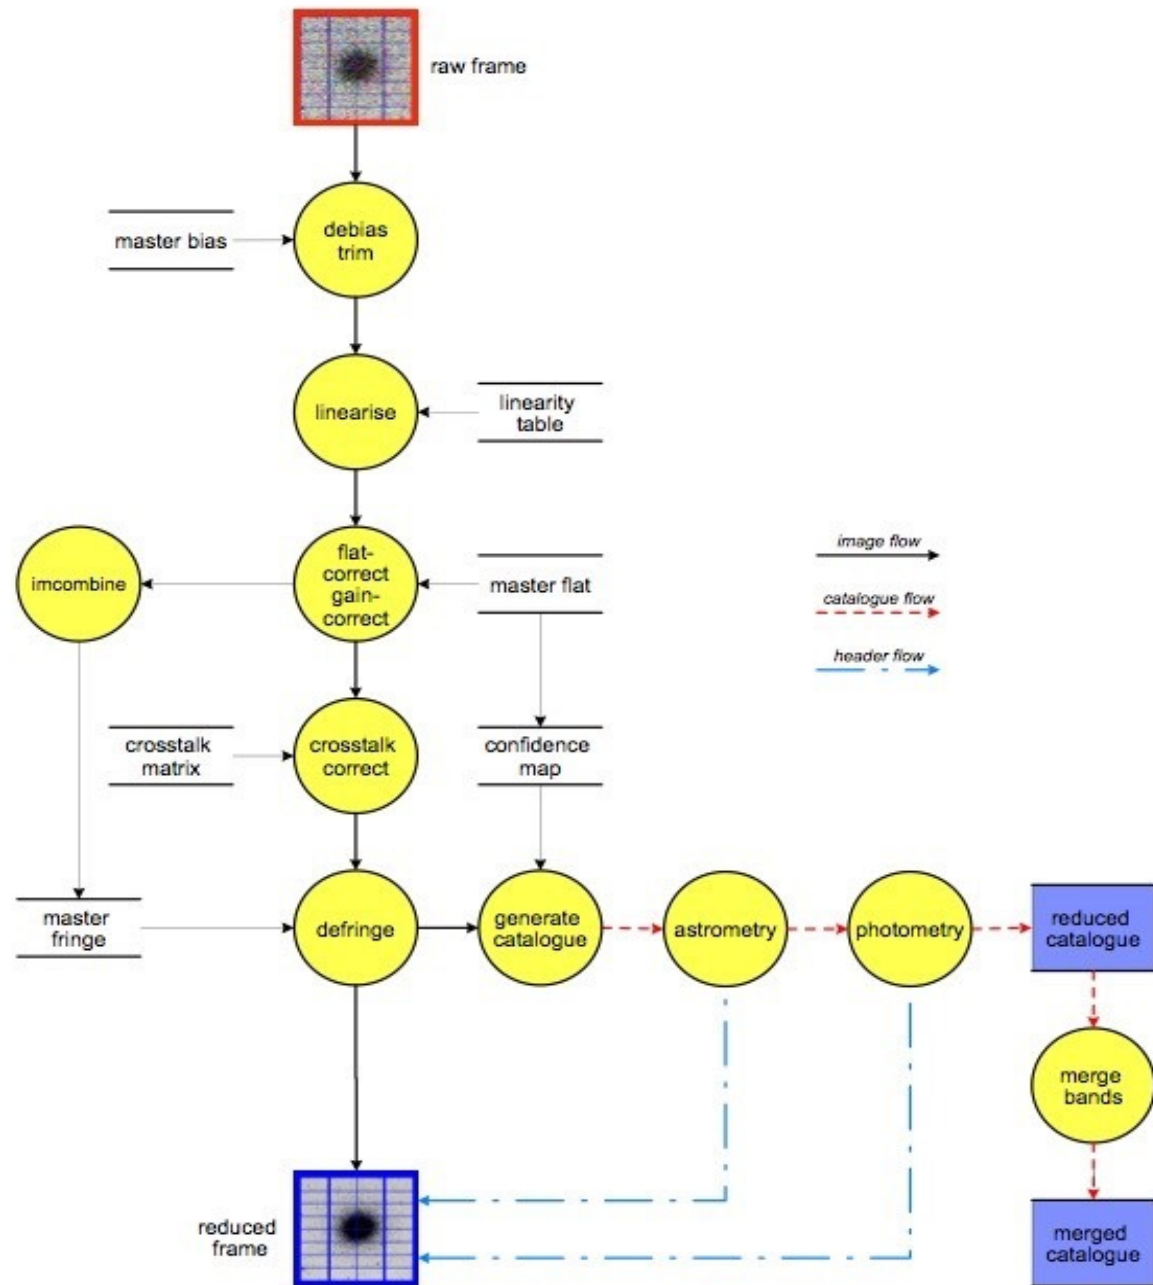 raw frame
master bias
debias
trim
linearise
linearity
table
imcombine
flat-
correct
gain-
correct
master flat
image flow
catalogue flow
header flow
crosstalk
matrix
crosstalk
correct
confidence
map
master
fringe
defringe
generate
catalogue
astrometry
photometry
reduced
catalogue
merge
bands
reduced
frame
merged
catalogue